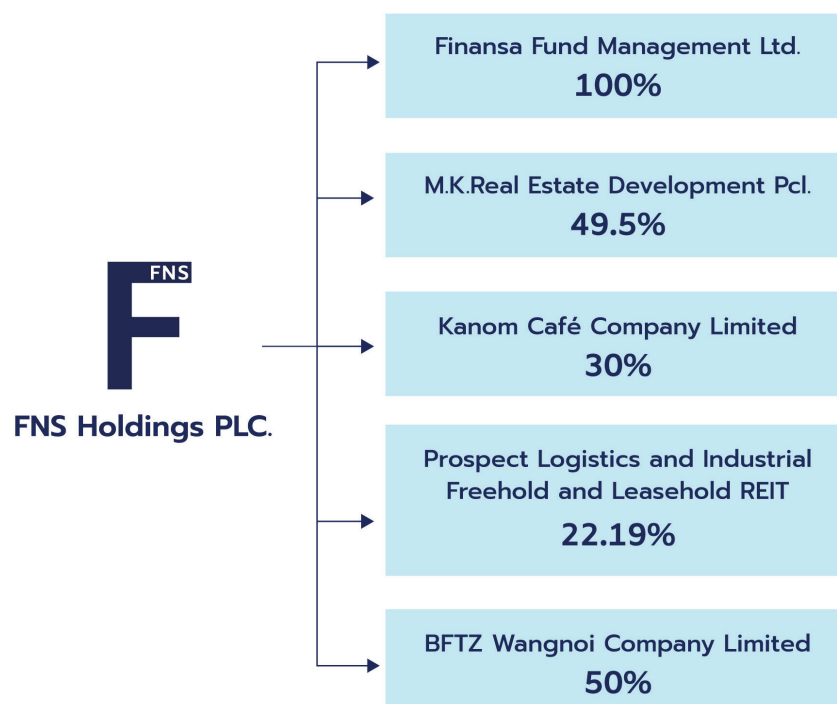 Finansa Fund Management Ltd.
100%
M.K.Real Estate Development Pcl.
49.5%
FNS
FNS Holdings PLC.
Kanom Café Company Limited
30%
Prospect Logistics and Industrial
Freehold and Leasehold REIT
22.19%
BFTZ Wangnoi Company Limited
50%